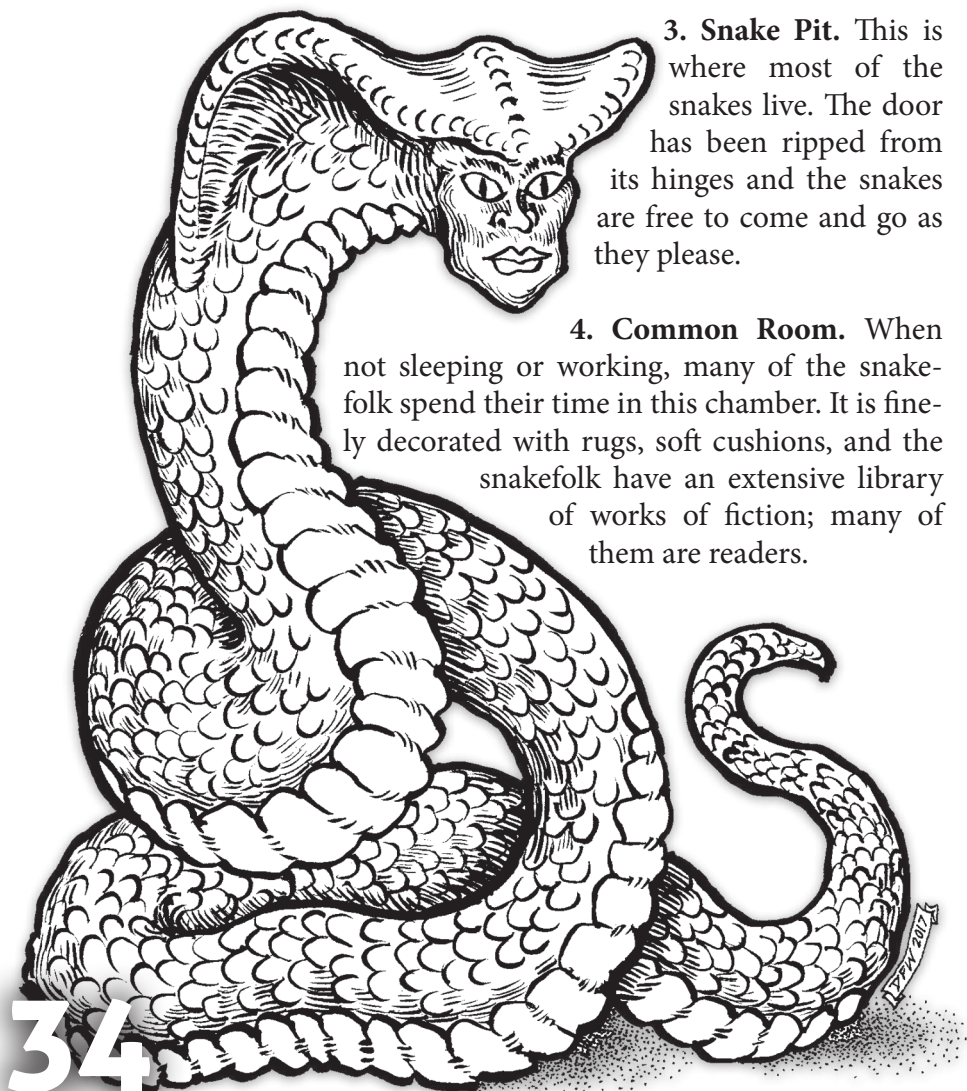 3. Snake Pit. This is
where most of the
snakes live. The door
has been ripped from
its hinges and the snakes
are free to come and go as
they please.
4. Common Room. When
not sleeping or working, many of the snake-
folk spend their time in this chamber. It is fine-
ly decorated with rugs, soft cushions, and the
snakefolk have an extensive library
of works of fiction; many of
them are readers.
2017
34